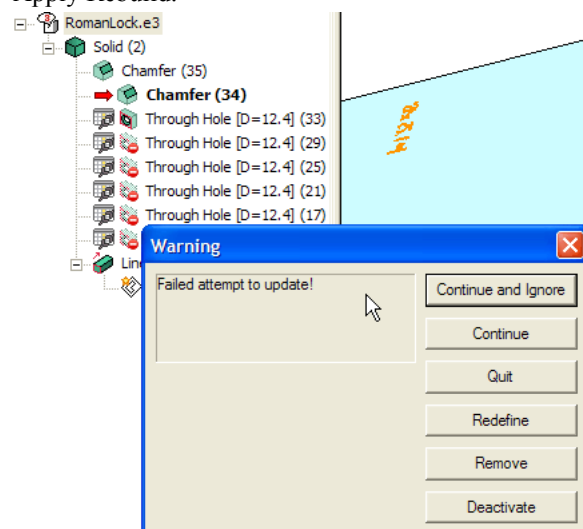 Apply Rebuild.
RomanLock.e3
Solid (2)
Chamfer (35)
Chamfer (34)
Through Hole [D=12.4] (33)
Through Hole [D=12.4] (29)
Through Hole [D=12.4] (25)
Through Hole [D=12.4] (21)
Through Hole [D=12.4] (17)
Warning
Failed attempt to update!
Continue and Ignore
Continue
Quit
Redefine
Remove
Deactivate